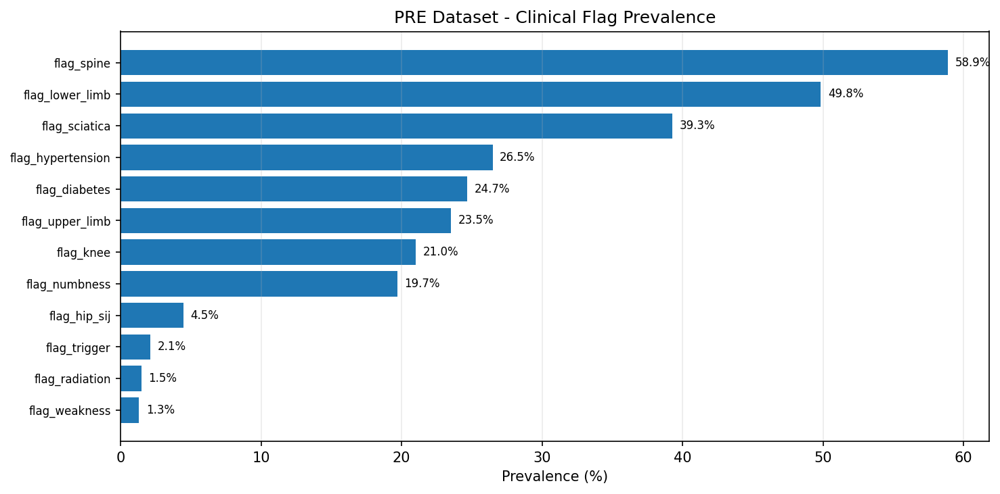 PRE Dataset - Clinical Flag Prevalence
flag_spine 58.9%
flag_lower_limb 49.8%
flag_sciatica 39.3%
flag_hypertension 26.5%
flag_diabetes 24.7%
flag_upper_limb 23.5%
flag_knee 21.0%
flag_numbness 19.7%
flag_hip_sij 4.5%
flag_trigger 2.1%
flag_radiation 1.5%
flag_weakness 1.3%
0 10 20 30 40 50 60
Prevalence (%)